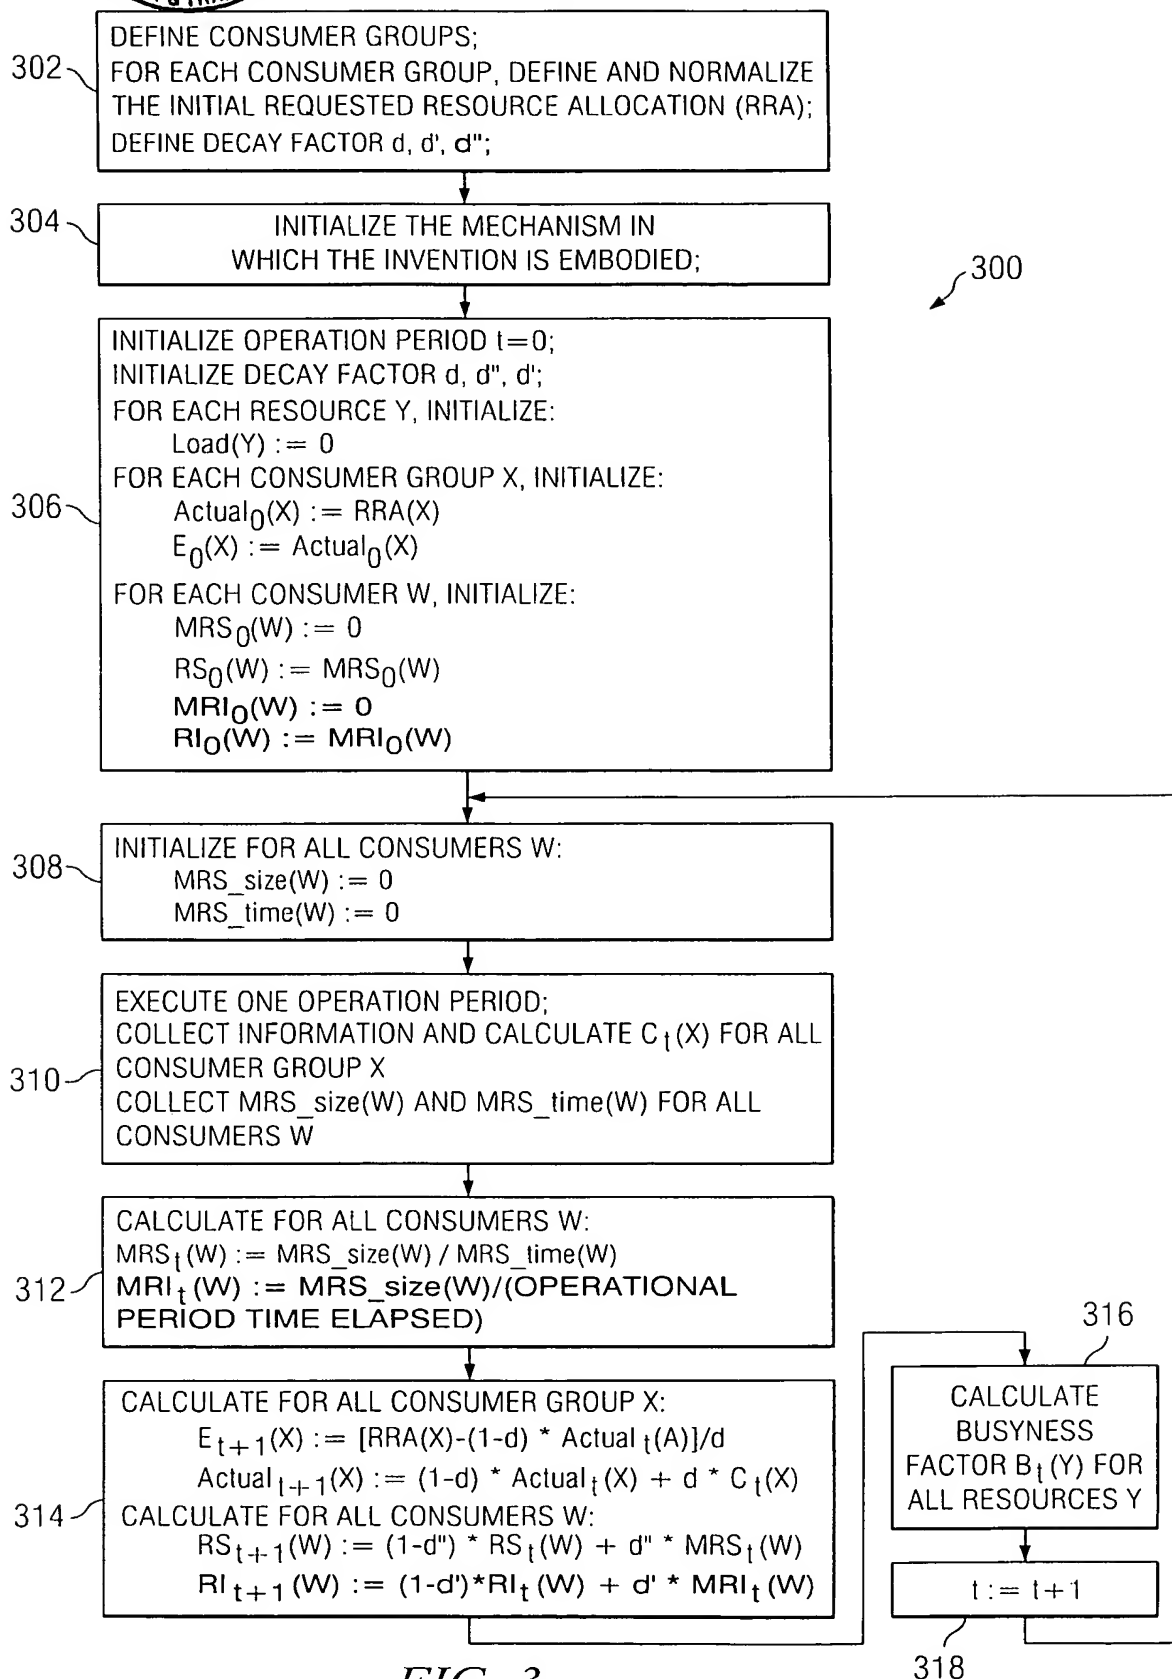 302
DEFINE CONSUMER GROUPS;
FOR EACH CONSUMER GROUP, DEFINE AND NORMALIZE
THE INITIAL REQUESTED RESOURCE ALLOCATION (RRA);
DEFINE DECAY FACTOR d, d', d";
304
INITIALIZE THE MECHANISM IN
WHICH THE INVENTION IS EMBODIED;
300
306
INITIALIZE OPERATION PERIOD t=0;
INITIALIZE DECAY FACTOR d, d", d';
FOR EACH RESOURCE Y, INITIALIZE:
Load(Y) := 0
FOR EACH CONSUMER GROUP X, INITIALIZE:
Actual0(X) := RRA(X)
E0(X) := Actual0(X)
FOR EACH CONSUMER W, INITIALIZE:
MRS0(W) := 0
RS0(W) := MRS0(W)
MRI0(W) := 0
RI0(W) := MRI0(W)
308
INITIALIZE FOR ALL CONSUMERS W:
MRS_size(W) := 0
MRS_time(W) := 0
310
EXECUTE ONE OPERATION PERIOD;
COLLECT INFORMATION AND CALCULATE Ct(X) FOR ALL
CONSUMER GROUP X
COLLECT MRS_size(W) AND MRS_time(W) FOR ALL
CONSUMERS W
312
CALCULATE FOR ALL CONSUMERS W:
MRSt(W) := MRS_size(W) / MRS_time(W)
MRIt(W) := MRS_size(W)/(OPERATIONAL
PERIOD TIME ELAPSED)
314
CALCULATE FOR ALL CONSUMER GROUP X:
Et+1(X) := [RRA(X)-(1-d) * Actualt(A)]/d
Actualt+1(X) := (1-d) * Actualt(X) + d * Ct(X)
CALCULATE FOR ALL CONSUMERS W:
RSt+1(W) := (1-d") * RSt(W) + d" * MRSt(W)
RIt+1(W) := (1-d')*RIt(W) + d' * MRIt(W)
316
CALCULATE
BUSYNESS
FACTOR Bt(Y) FOR
ALL RESOURCES Y
t := t+1
318